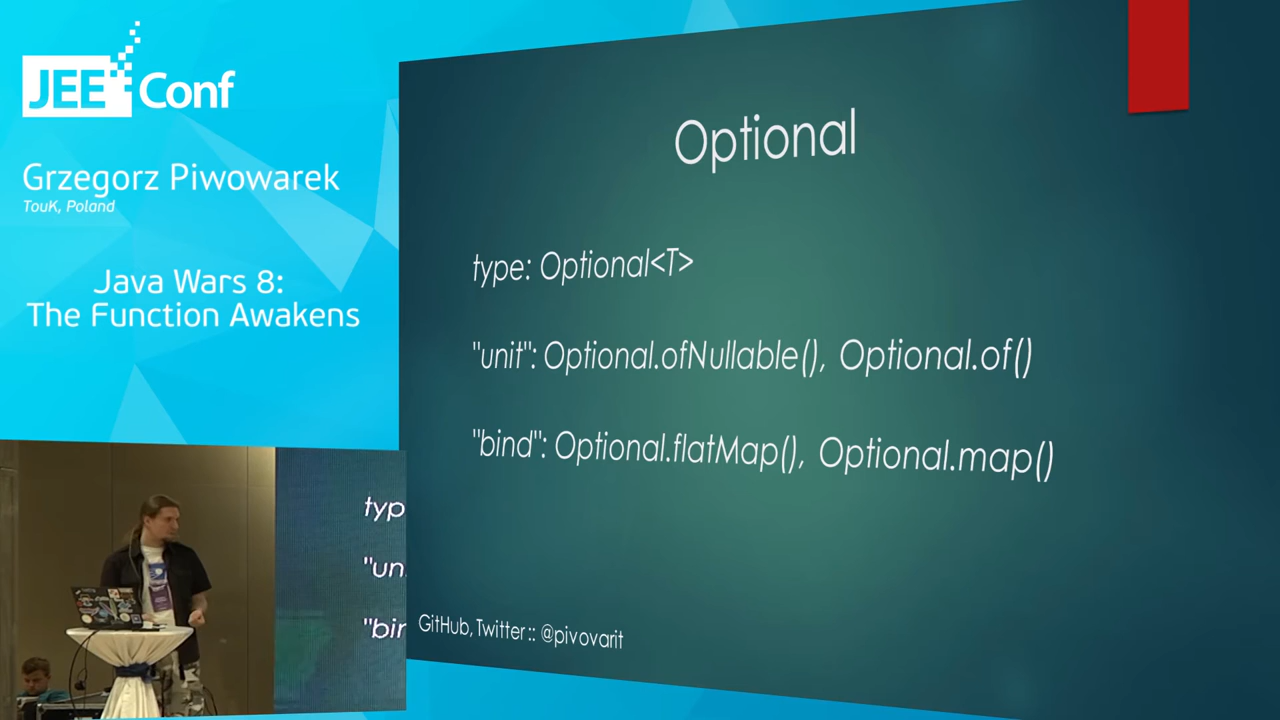 JEE Conf
Grzegorz Piwowarek
TouK, Poland
Java Wars 8:
The Function Awakens
Optional
type: Optional<T>
"unit": Optional.ofNullable(), Optional.of()
"bind": Optional.flatMap(), Optional.map()
GitHub, Twitter :: @pivovarit
typ
"un
"bin